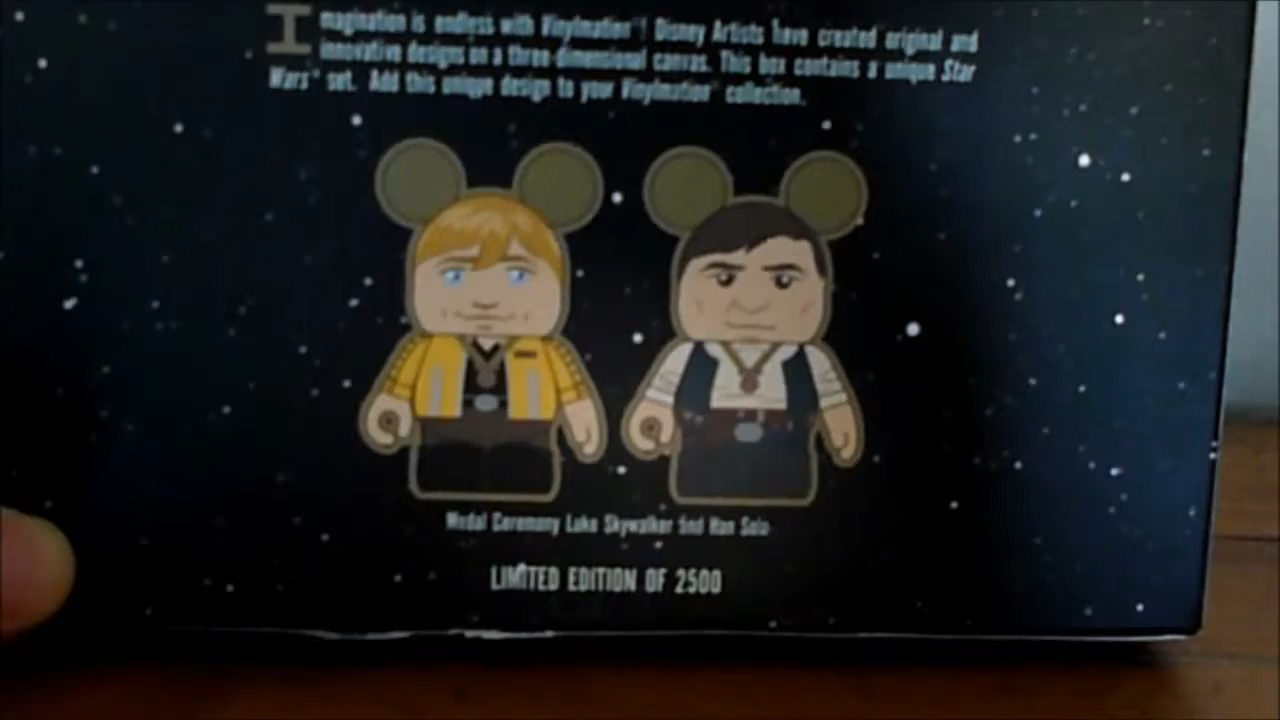 Imagination is endless with Vinylmation™! Disney Artists have created original and
innovative designs on a three-dimensional canvas. This box contains a unique Star
Wars™ set. Add this unique design to your Vinylmation™ collection.
Medal Ceremony Luke Skywalker and Han Solo
LIMITED EDITION OF 2500